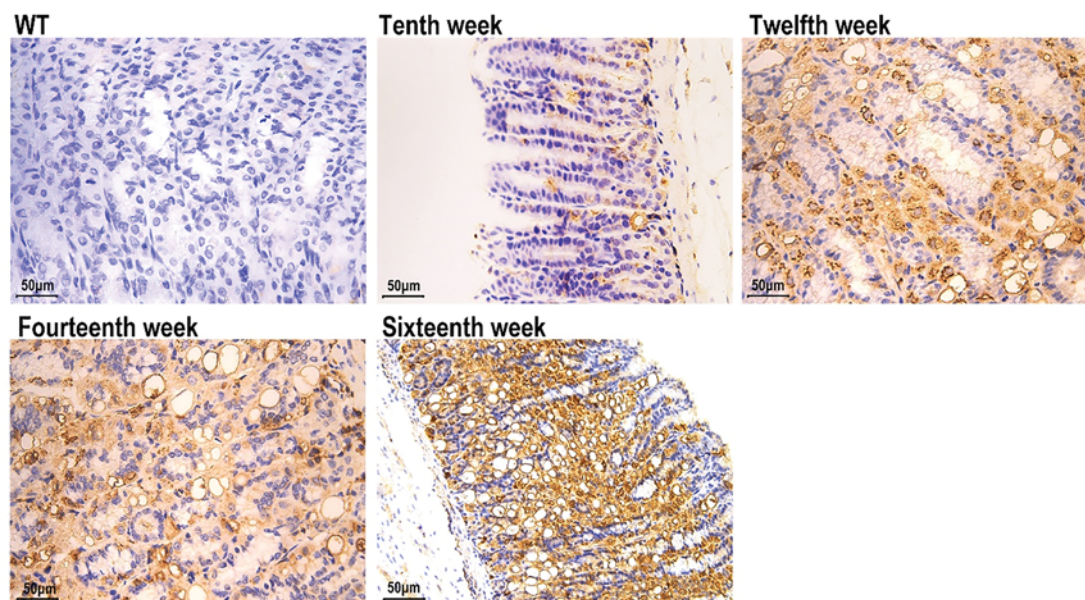 WT
Tenth week
Twelfth week
50μm
50μm
50μm
Fourteenth week
Sixteenth week
50μm
50μm